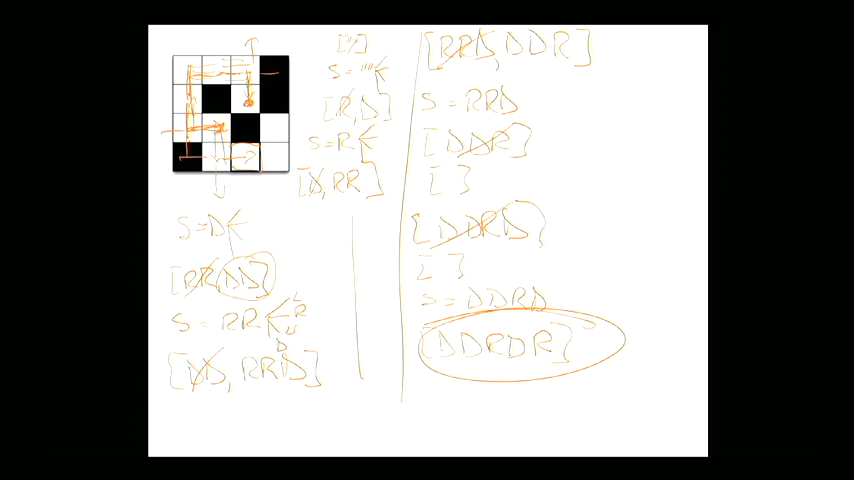 [""]
S = ""
[R,D]
S = R
[D,RR]
S = D
[RR,DD]
S = RR
L
R
U
D
[DD, RRD]
[RRD, DDR]
S = RRD
[DDR]
[ ]
[DDRD]
[ ]
S = DDRD
[DDRDR]